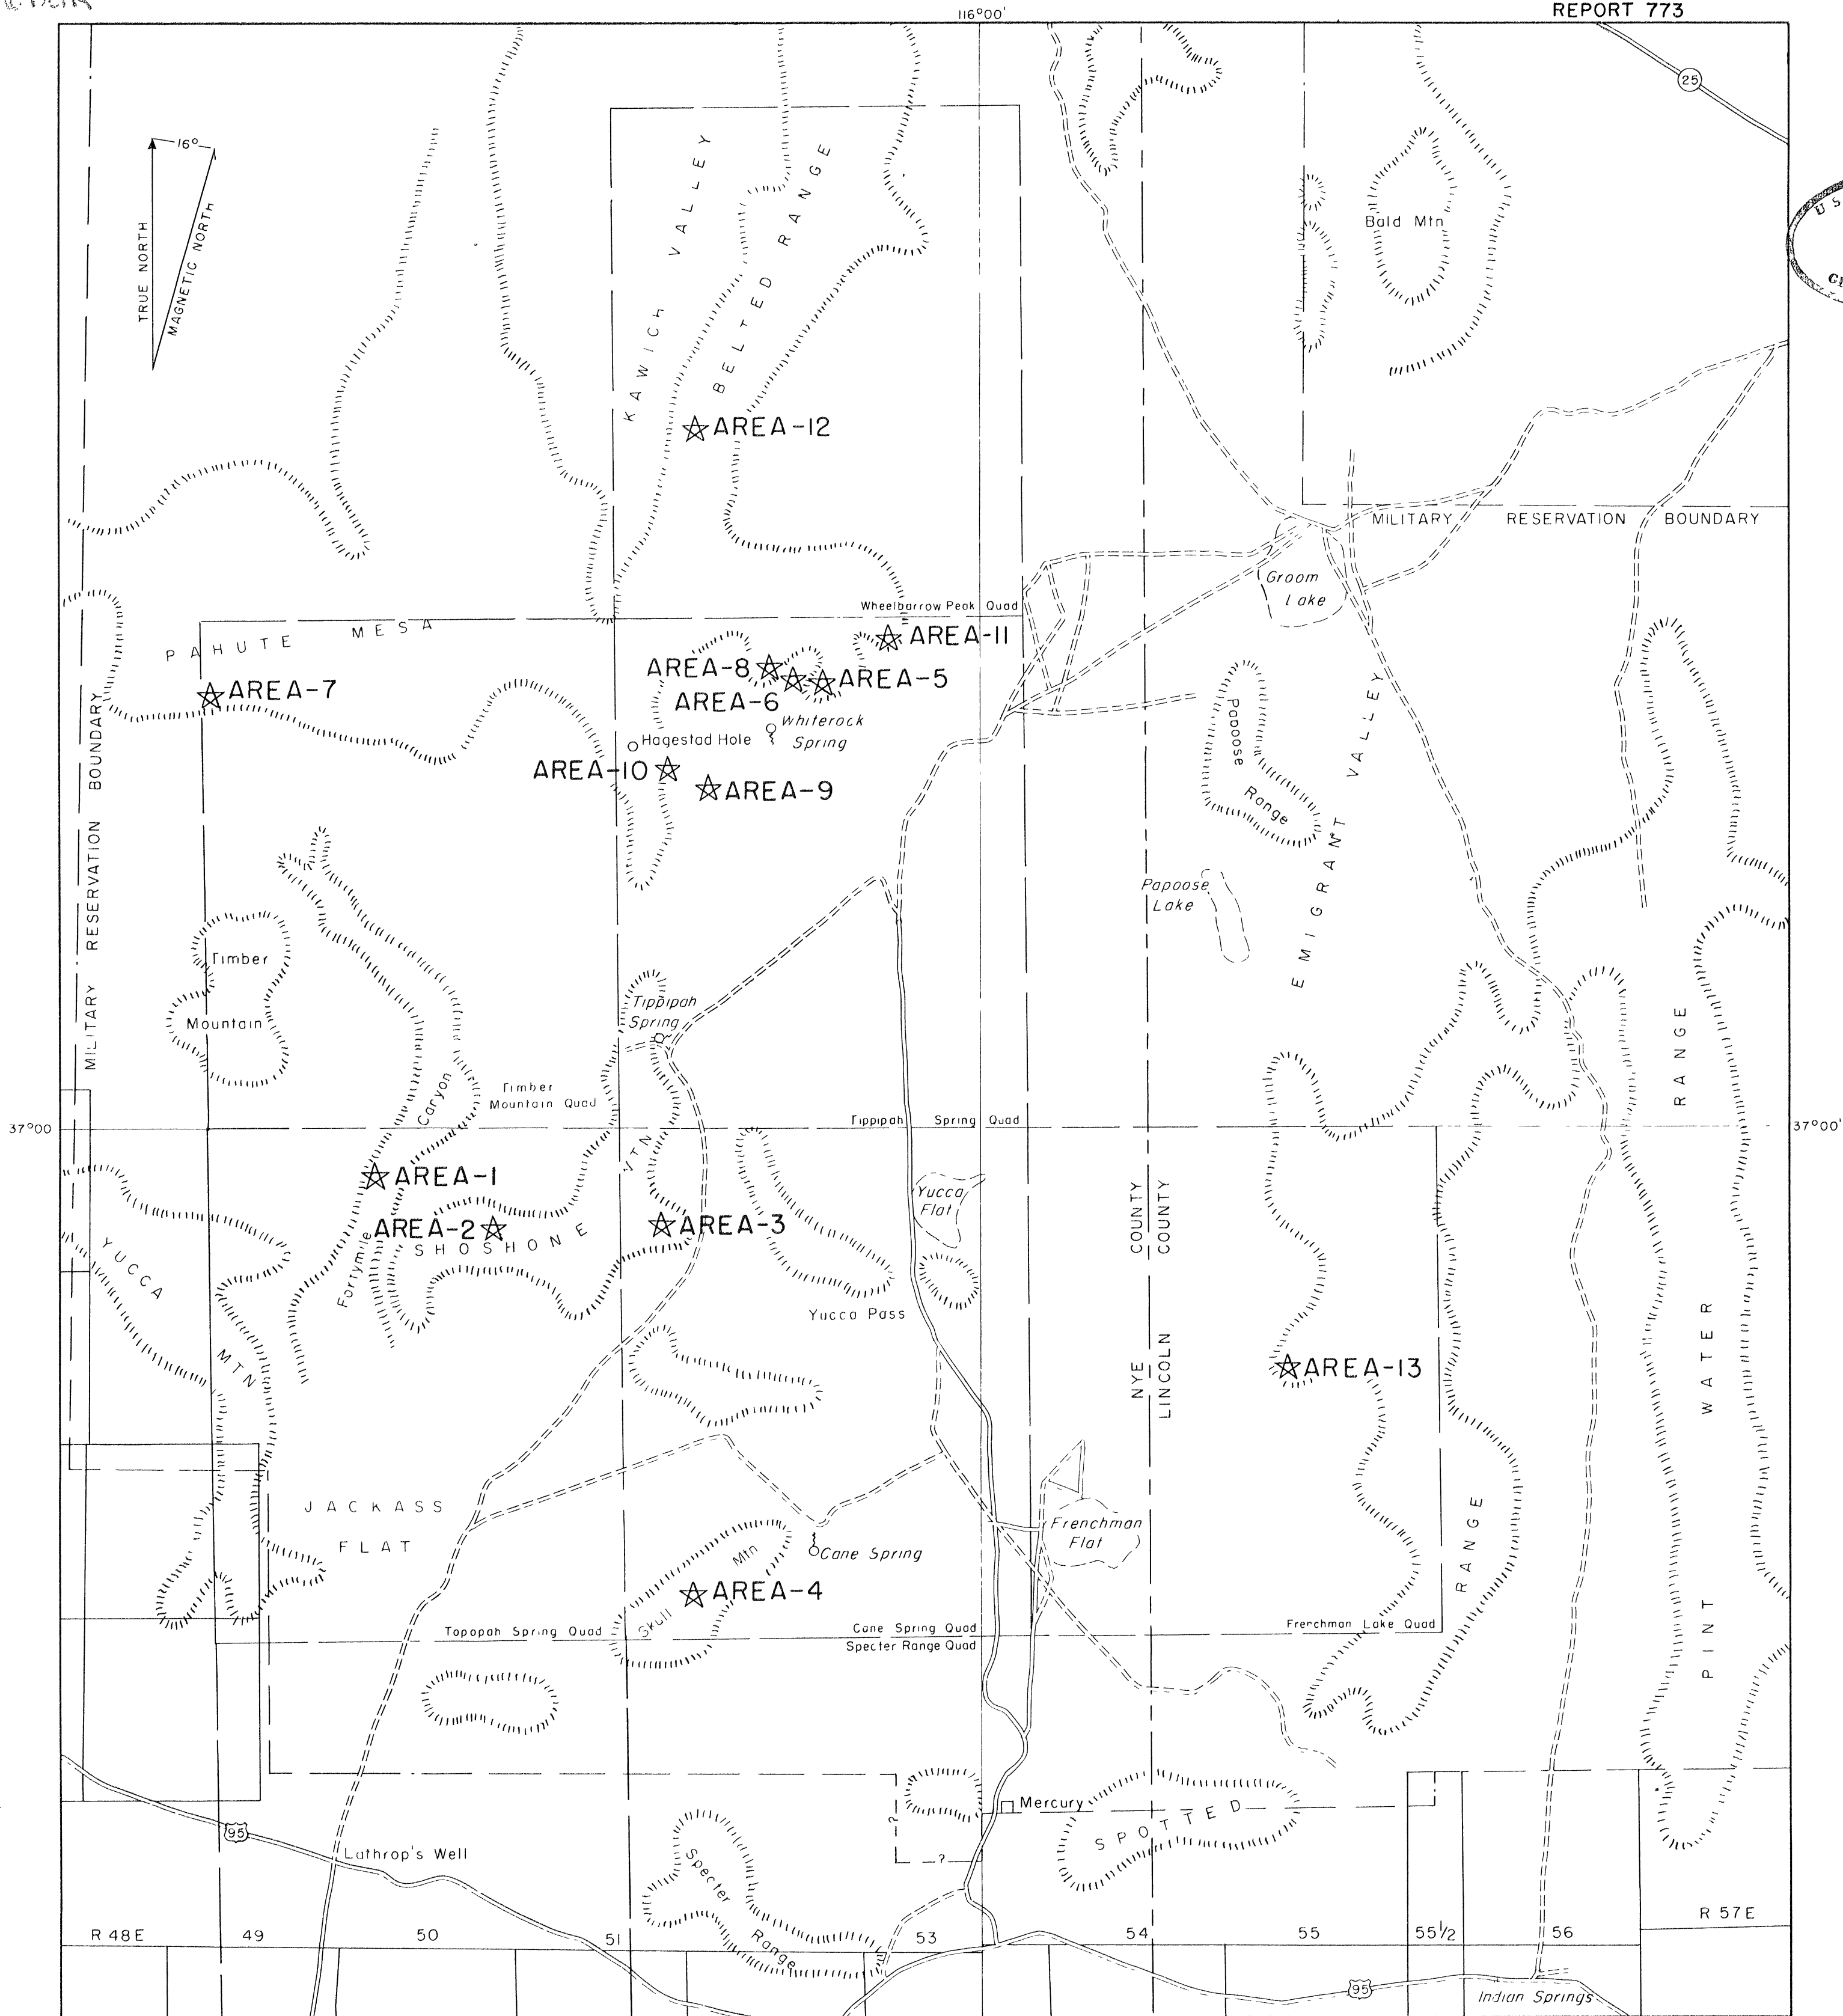 REPORT 773
116°00'
25
16°
TRUE NORTH
MAGNETIC NORTH
KAWICH VALLEY
BELTED RANGE
Bald Mtn
U S
AREA-12
MILITARY RESERVATION BOUNDARY
Groom
Lake
Wheelbarrow Peak Quad
PAHUTE MESA
AREA-11
AREA-8
AREA-5
AREA-6
AREA-7
Whiterock
Spring
Hagestad Hole
AREA-10
AREA-9
Papoose
Range
EMIGRANT VALLEY
MILITARY RESERVATION BOUNDARY
Papoose
Lake
Timber
Mountain
Tippipah
Spring
Canyon
Timber
Mountain Quad
37°00
Tippipah Spring Quad
37°00'
AREA-1
Yucca
Flat
AREA-2
AREA-3
SHOSHONE MTN
Fortymile
YUCCA MTN
Yucca Pass
NYE COUNTY
LINCOLN COUNTY
AREA-13
PINT WATER RANGE
JACKASS
FLAT
Frenchman
Flat
Cane Spring
Skull Mtn
AREA-4
Topopah Spring Quad
Cane Spring Quad
Specter Range Quad
Frenchman Lake Quad
RANGE
Mercury
SPOTTED
?
?
95
Lathrop's Well
Specter
Range
R 48E
49
50
51
53
54
55
55½
56
R 57E
95
Indian Springs